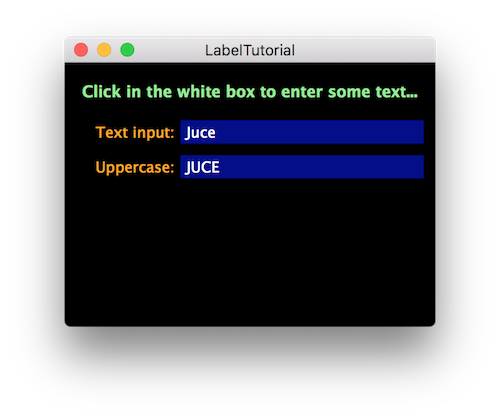 LabelTutorial
Click in the white box to enter some text...
Text input: Juce
Uppercase: JUCE